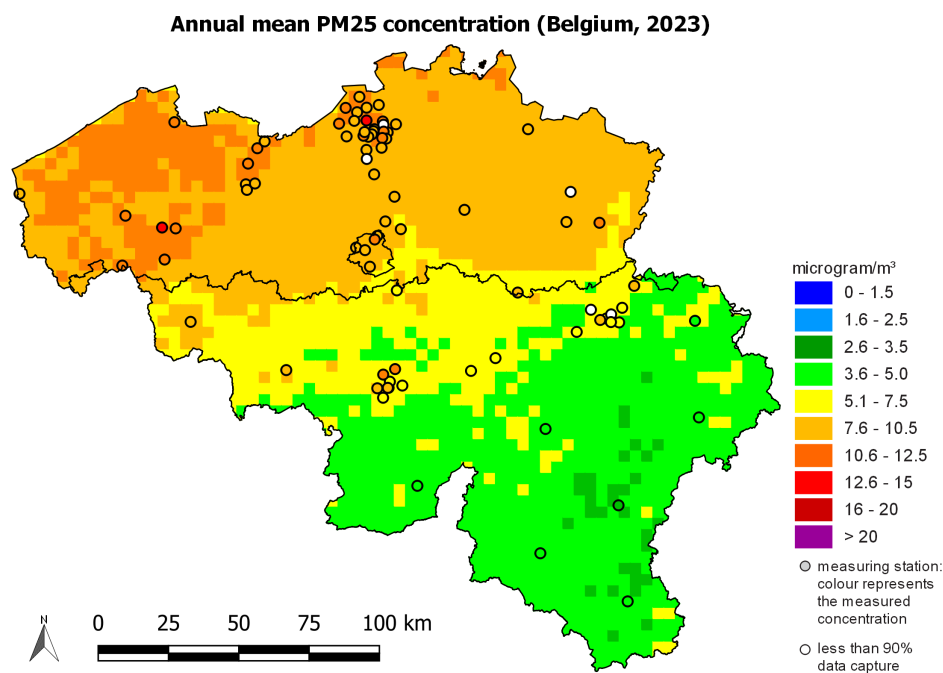 Annual mean PM25 concentration (Belgium, 2023)
microgram/m³
0 - 1.5
1.6 - 2.5
2.6 - 3.5
3.6 - 5.0
5.1 - 7.5
7.6 - 10.5
10.6 - 12.5
12.6 - 15
16 - 20
> 20
measuring station:
colour represents
the measured
concentration
less than 90%
data capture
N
0 25 50 75 100 km